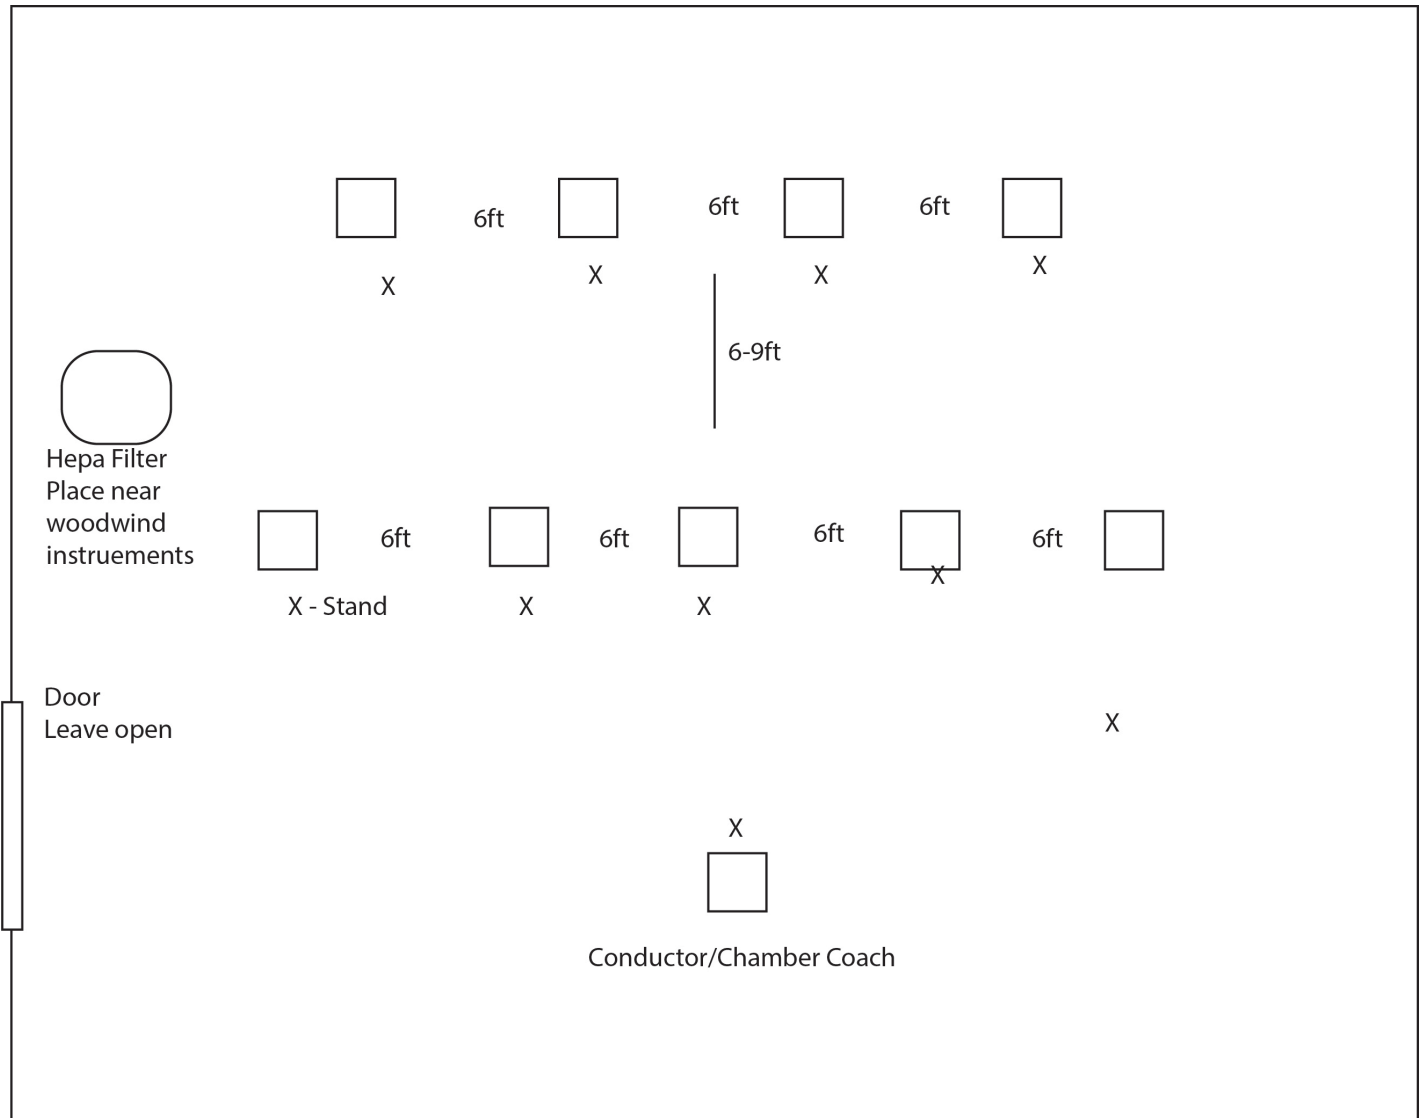 6ft 6ft 6ft
X X X X
6-9ft
Hepa Filter
Place near
woodwind
instruements
6ft 6ft 6ft 6ft
X - Stand X X X
Door
Leave open
X
X
Conductor/Chamber Coach